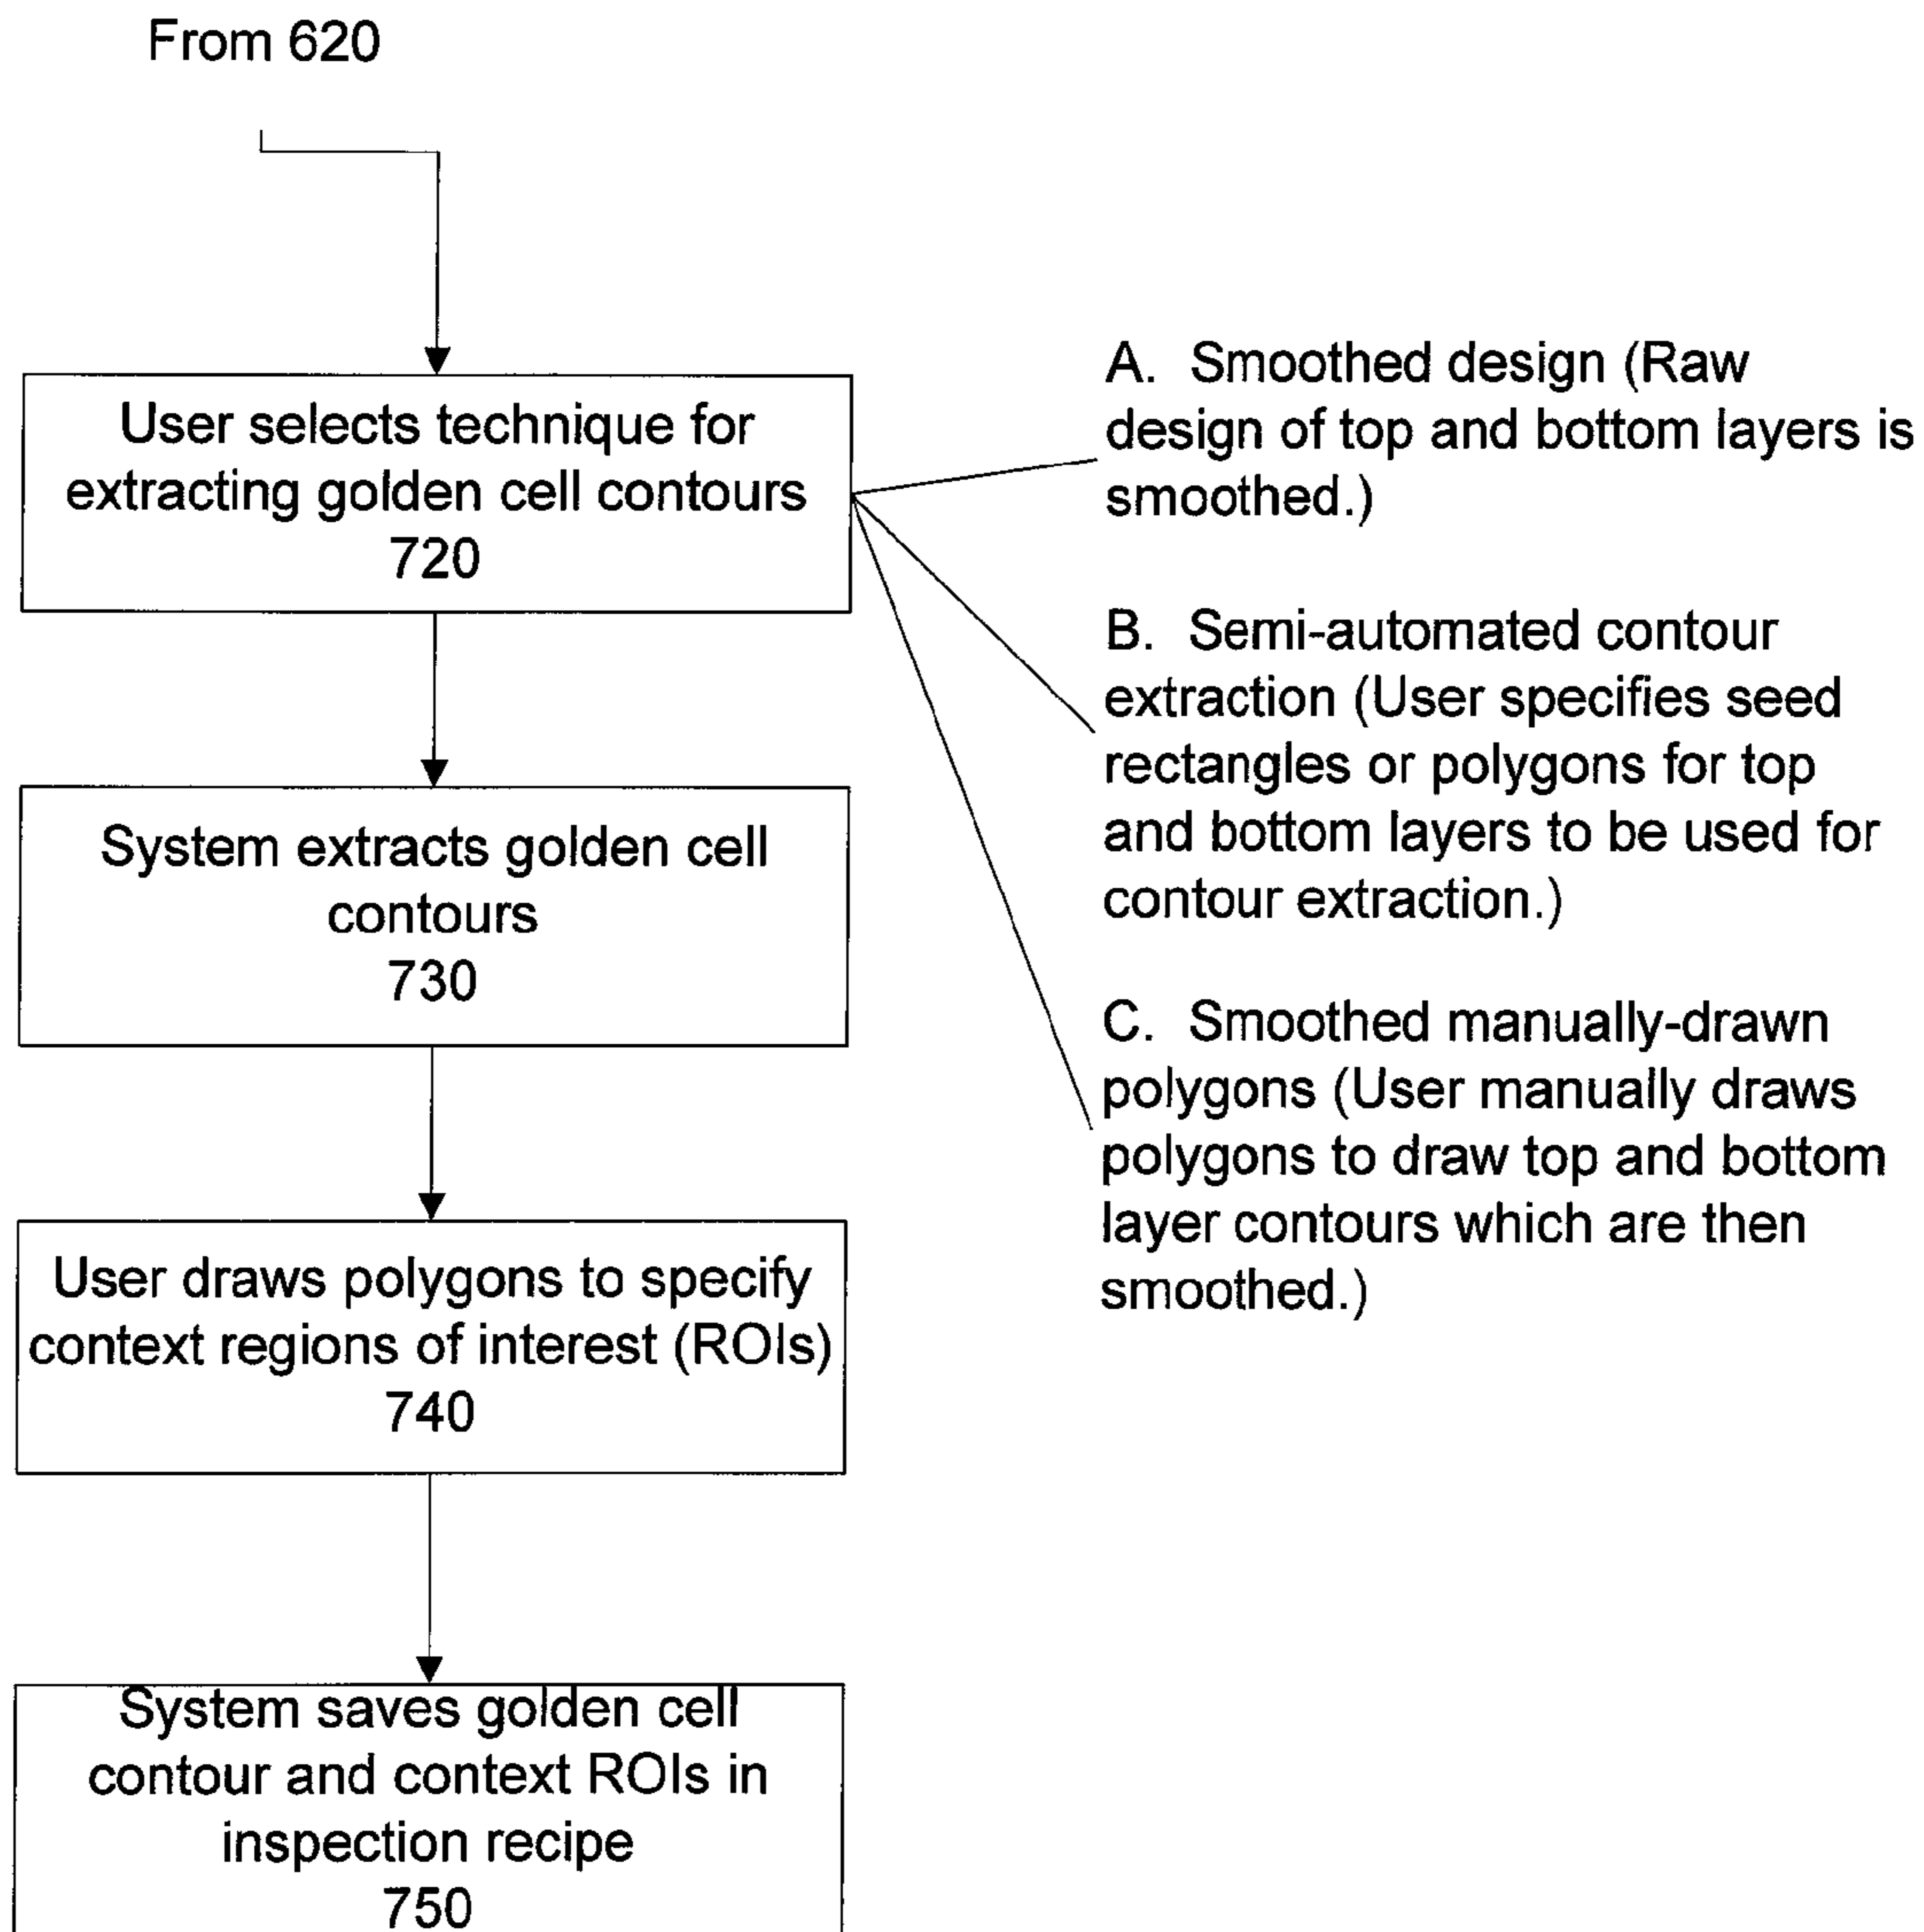 From 620
User selects technique for
extracting golden cell contours
720
A. Smoothed design (Raw
design of top and bottom layers is
smoothed.)
B. Semi-automated contour
extraction (User specifies seed
rectangles or polygons for top
and bottom layers to be used for
contour extraction.)
C. Smoothed manually-drawn
polygons (User manually draws
polygons to draw top and bottom
layer contours which are then
smoothed.)
System extracts golden cell
contours
730
User draws polygons to specify
context regions of interest (ROIs)
740
System saves golden cell
contour and context ROIs in
inspection recipe
750